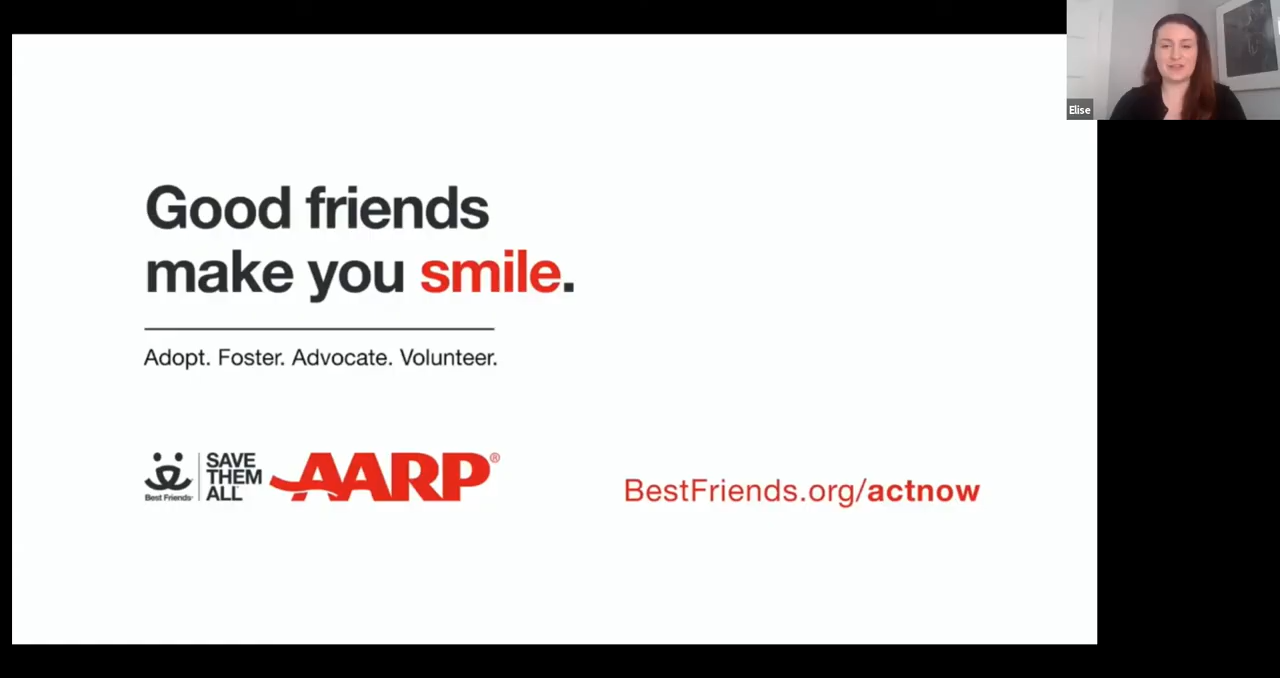 Elise
Good friends
make you smile.
Adopt. Foster. Advocate. Volunteer.
Best Friends
SAVE
THEM
ALL
AARP®
BestFriends.org/actnow